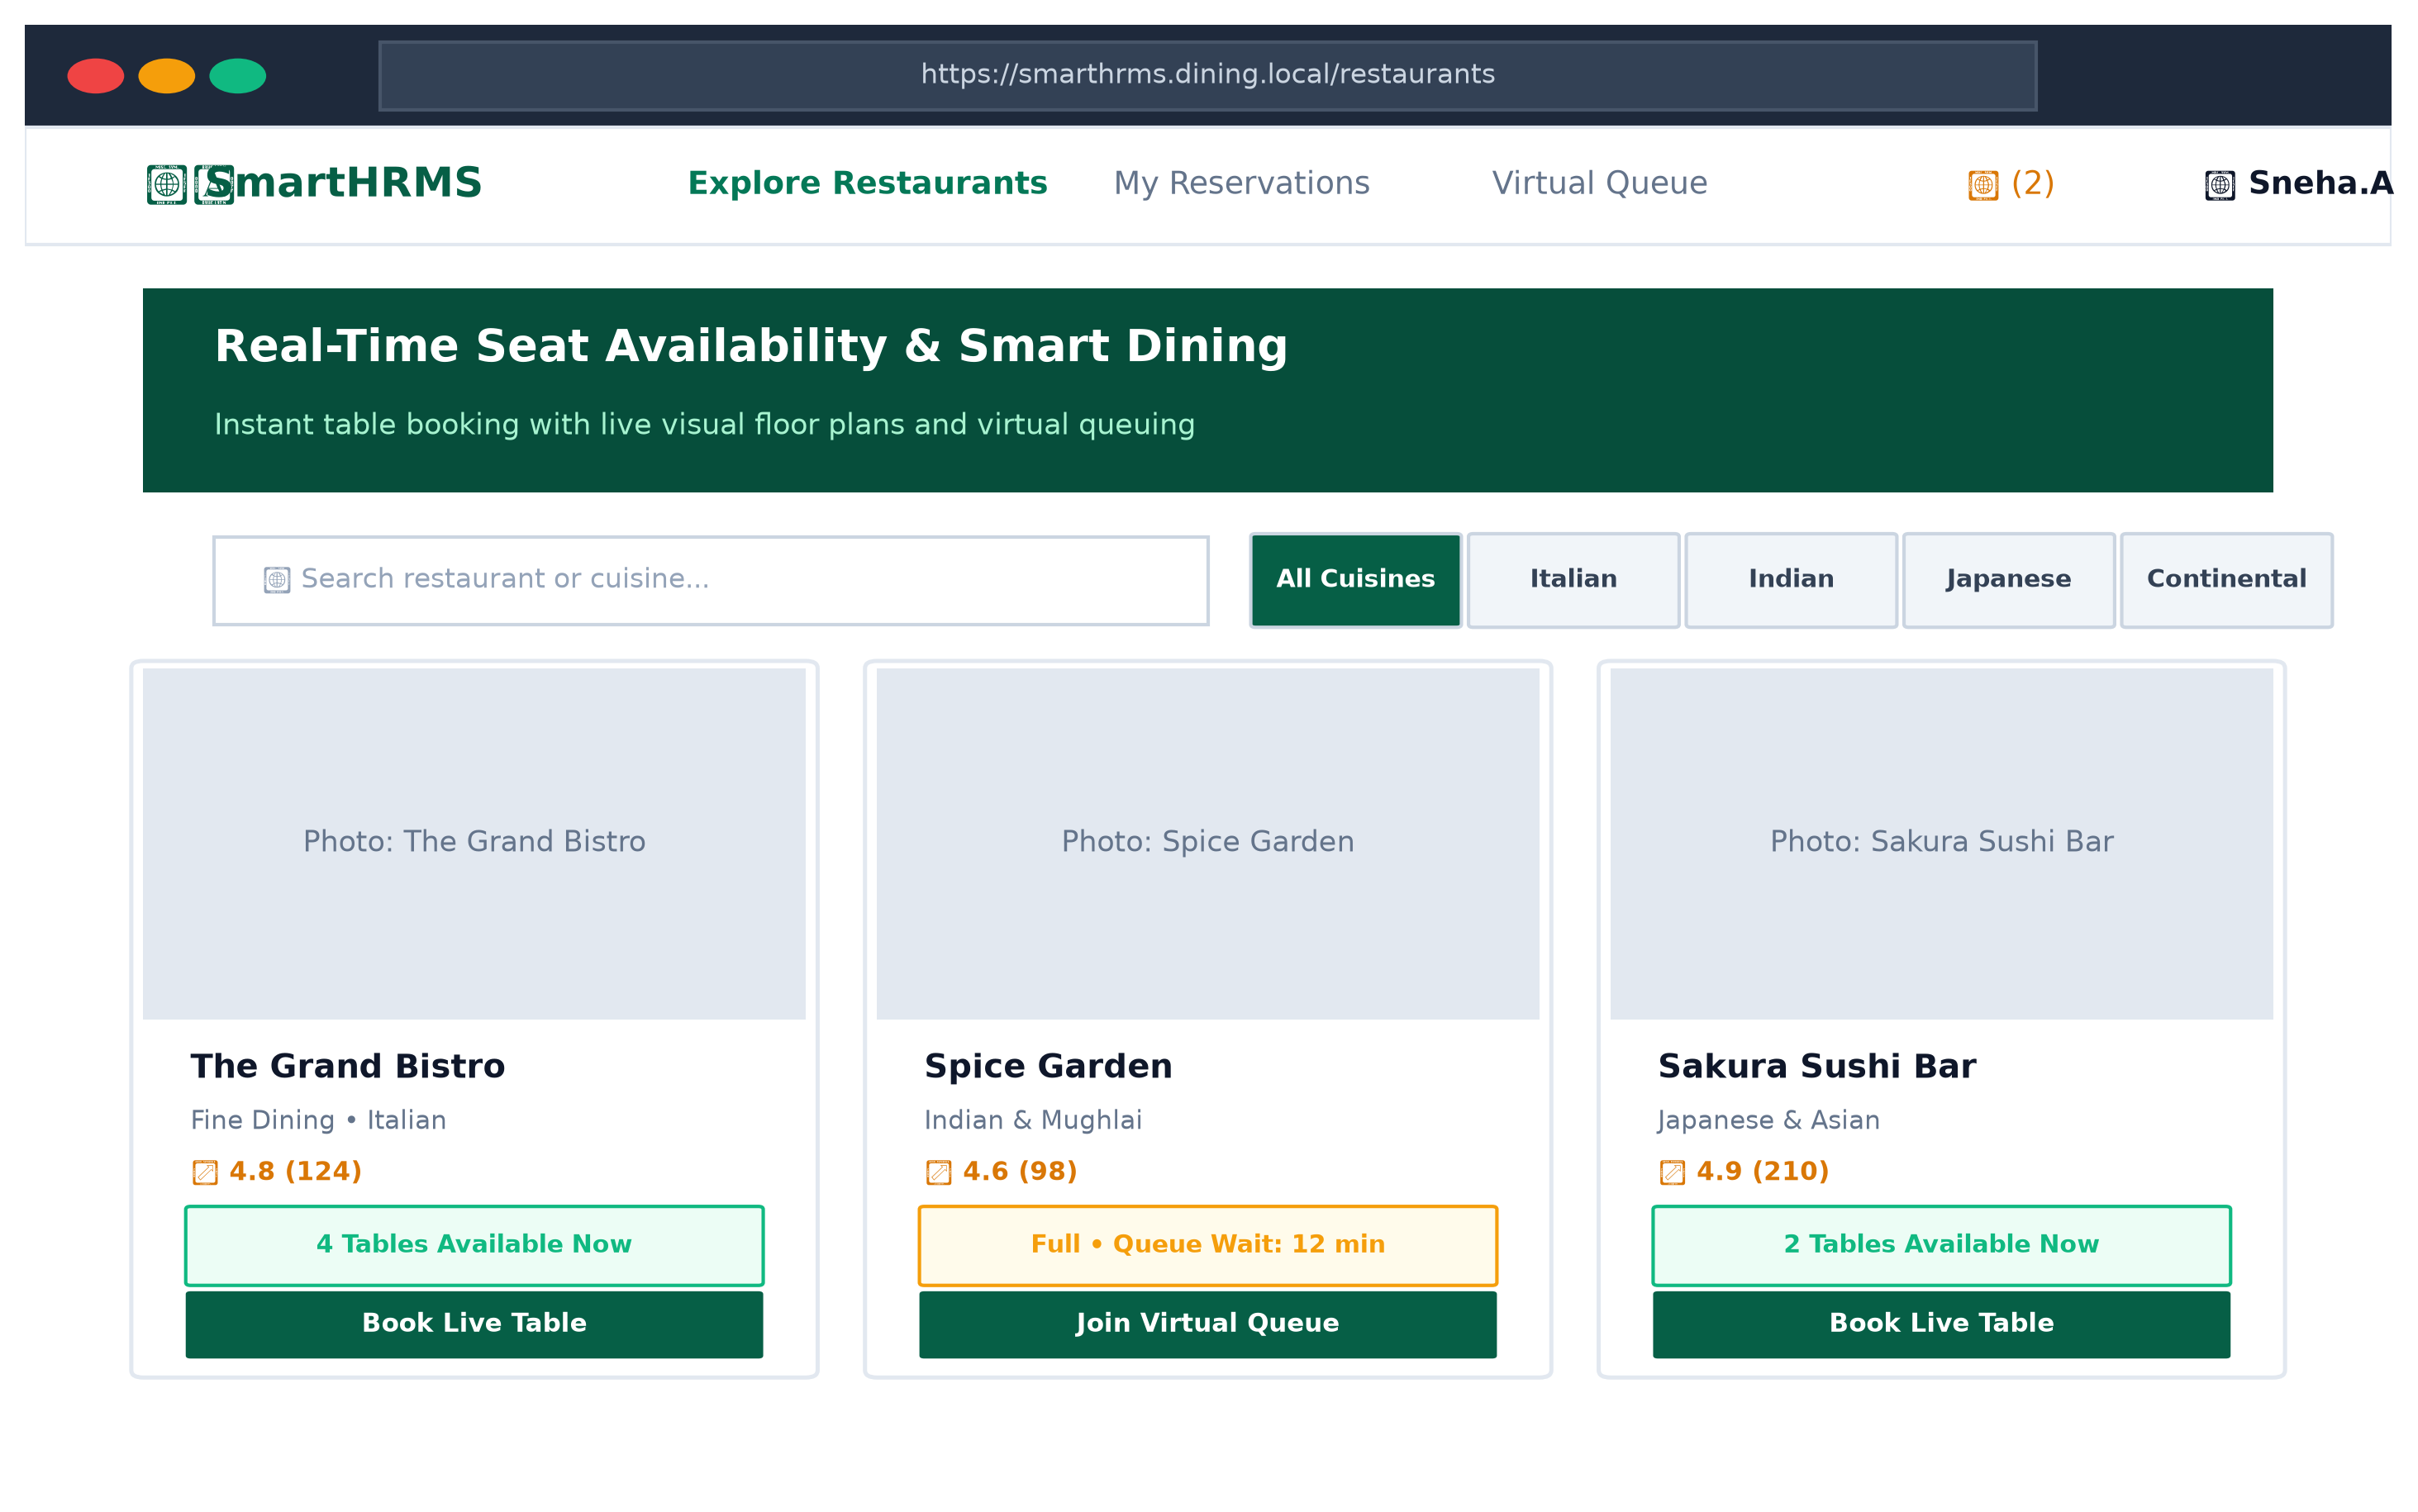 https://smarthrms.dining.local/restaurants
SmartHRMS Explore Restaurants My Reservations Virtual Queue (2) Sneha.A
Real-Time Seat Availability & Smart Dining
Instant table booking with live visual floor plans and virtual queuing
Search restaurant or cuisine... All Cuisines Italian Indian Japanese Continental
Photo: The Grand Bistro
The Grand Bistro
Fine Dining • Italian
4.8 (124)
4 Tables Available Now
Book Live Table
Photo: Spice Garden
Spice Garden
Indian & Mughlai
4.6 (98)
Full • Queue Wait: 12 min
Join Virtual Queue
Photo: Sakura Sushi Bar
Sakura Sushi Bar
Japanese & Asian
4.9 (210)
2 Tables Available Now
Book Live Table